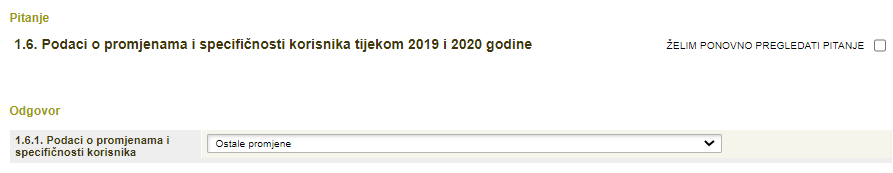 Pitanje
1.6. Podaci o promjenama i specifičnosti korisnika tijekom 2019 i 2020 godine
ŽELIM PONOVNO PREGLEDATI PITANJE
Odgovor
1.6.1. Podaci o promjenama i
specifičnosti korisnika
Ostale promjene